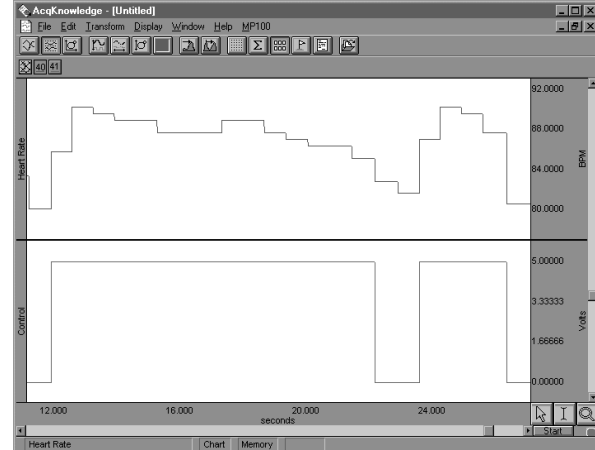 AcqKnowledge - [Untitled]
File Edit Transform Display Window Help MP100
40 41
92.0000
88.0000
84.0000
80.0000
Heart Rate
BPM
5.00000
3.33333
1.66666
0.00000
Control
Volts
12.000 16.000 20.000 24.000
seconds
Start
Heart Rate Chart Memory